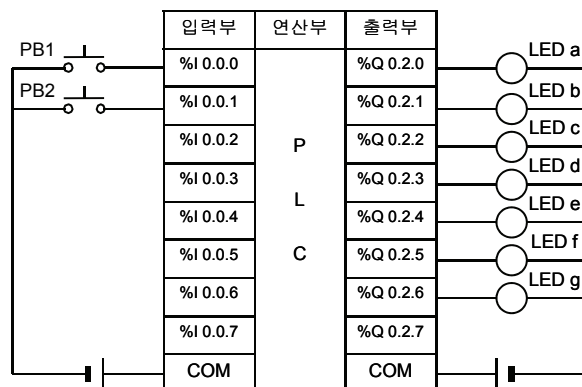 입력부 연산부 출력부
PB1 %I 0.0.0 %Q 0.2.0 LED a
PB2 %I 0.0.1 %Q 0.2.1 LED b
%I 0.0.2 P %Q 0.2.2 LED c
%I 0.0.3 L %Q 0.2.3 LED d
%I 0.0.4 %Q 0.2.4 LED e
%I 0.0.5 C %Q 0.2.5 LED f
%I 0.0.6 %Q 0.2.6 LED g
%I 0.0.7 %Q 0.2.7
COM COM